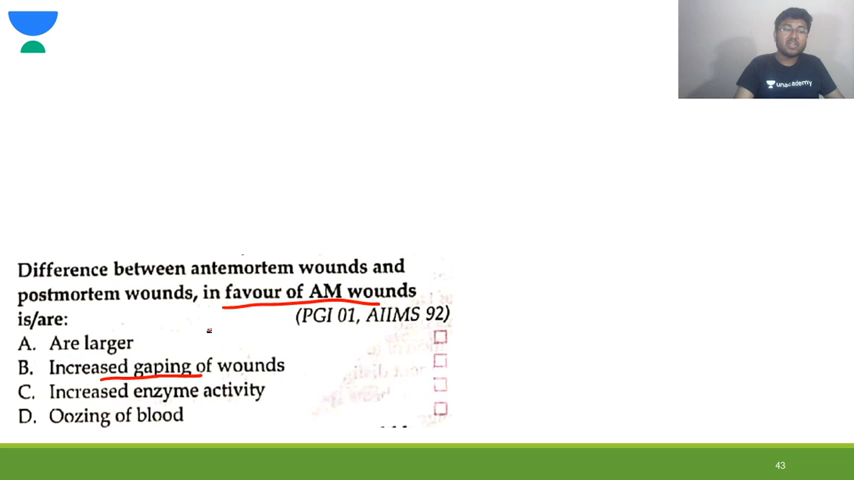 unacademy
Difference between antemortem wounds and
postmortem wounds, in favour of AM wounds
is/are: (PGI 01, AIIMS 92)
A. Are larger
B. Increased gaping of wounds
C. Increased enzyme activity
D. Oozing of blood
43